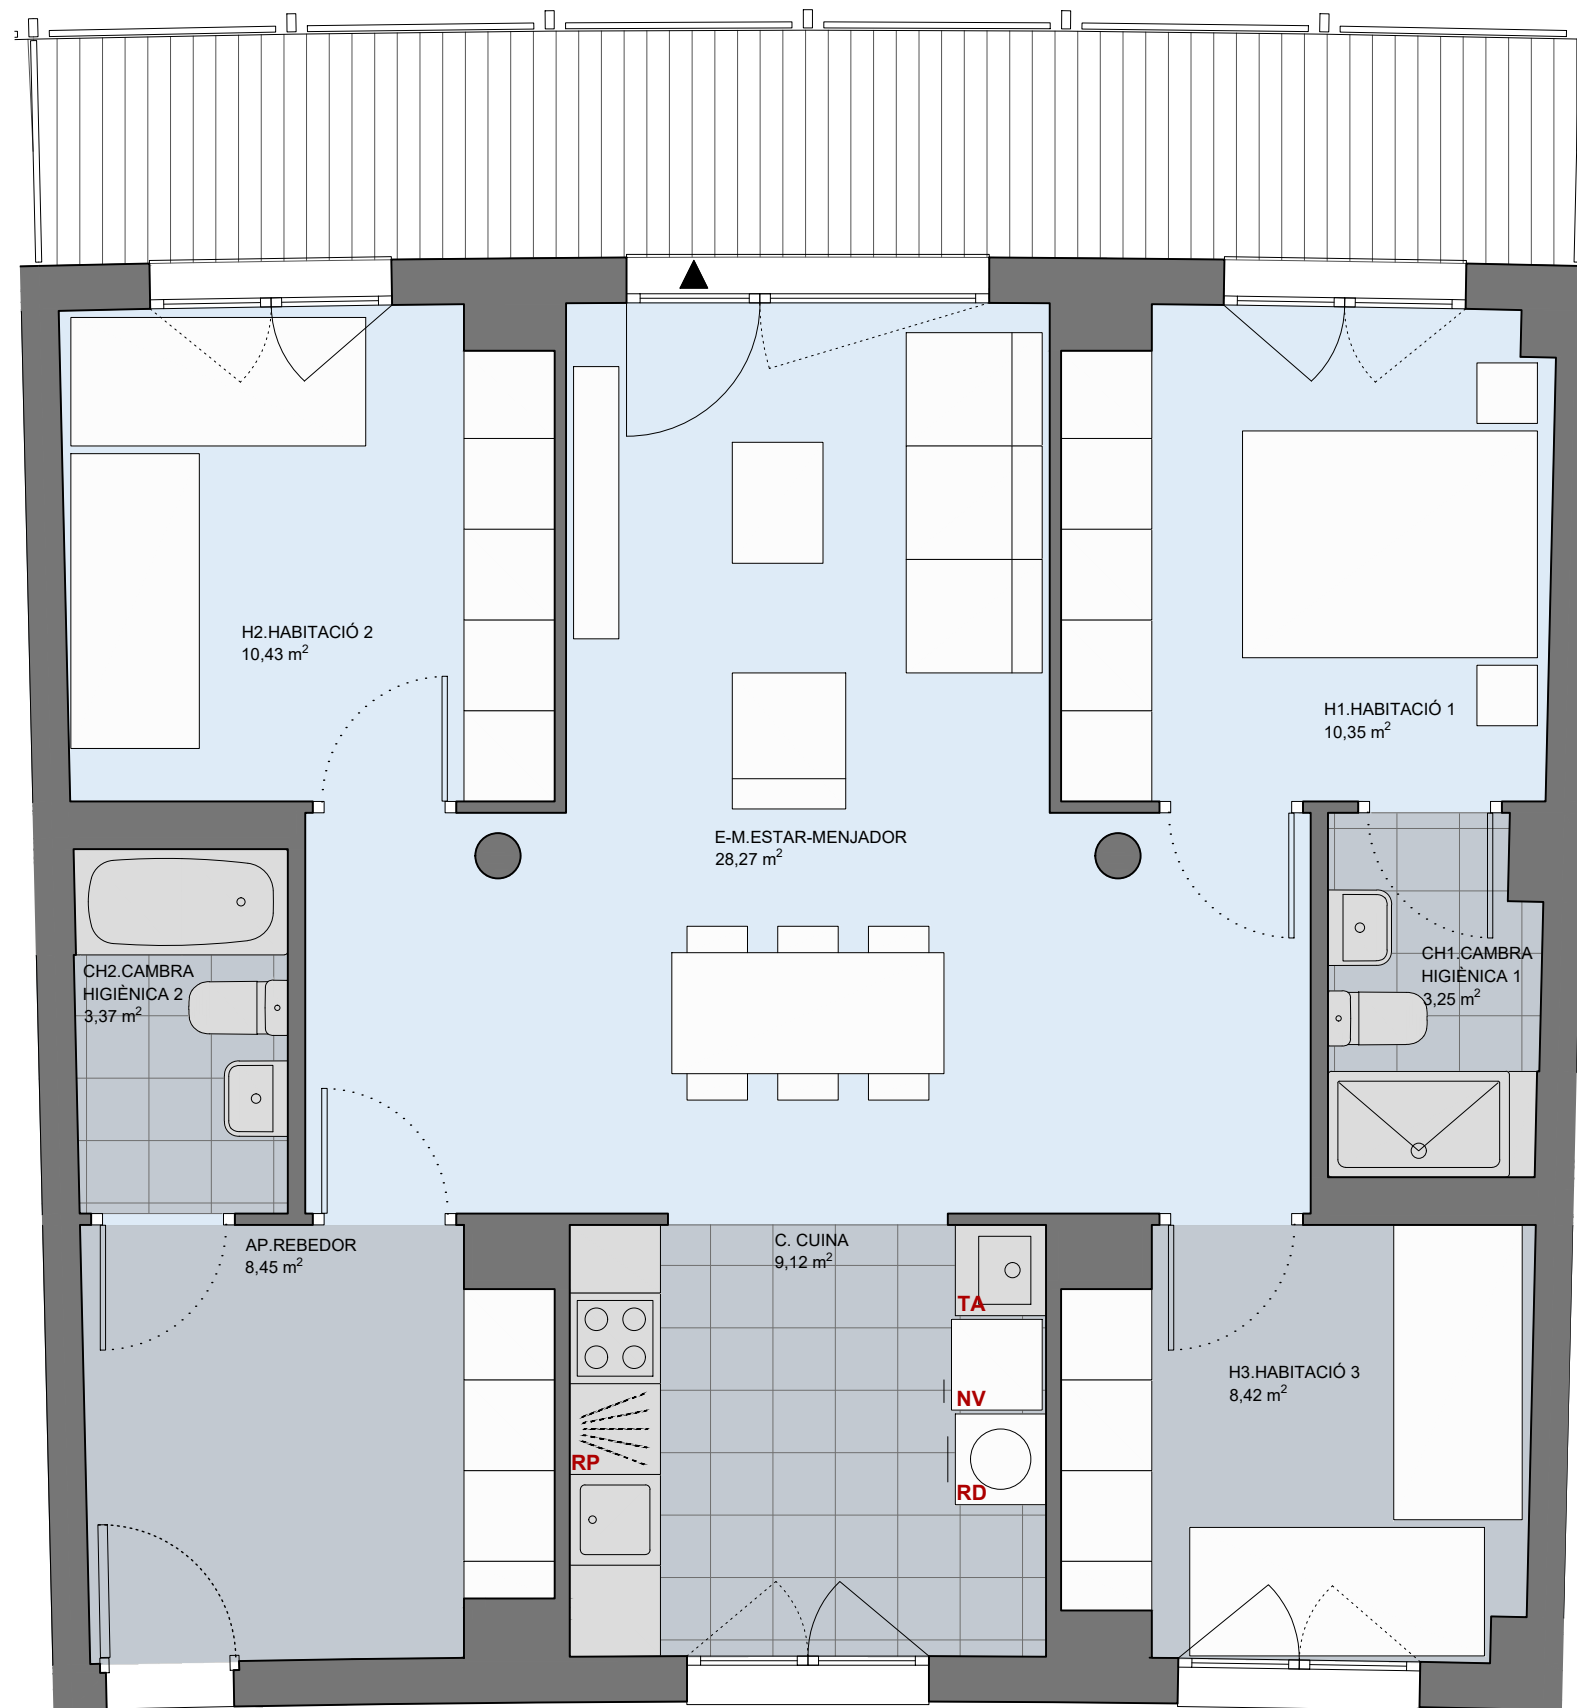 H2.HABITACIÓ 2
10,43 m²
H1.HABITACIÓ 1
10,35 m²
E-M.ESTAR-MENJADOR
28,27 m²
CH2.CAMBRA
HIGIÈNICA 2
3,37 m²
CH1.CAMBRA
HIGIÈNICA 1
3,25 m²
AP.REBEDOR
8,45 m²
C. CUINA
9,12 m²
TA
NV
RP
RD
H3.HABITACIÓ 3
8,42 m²